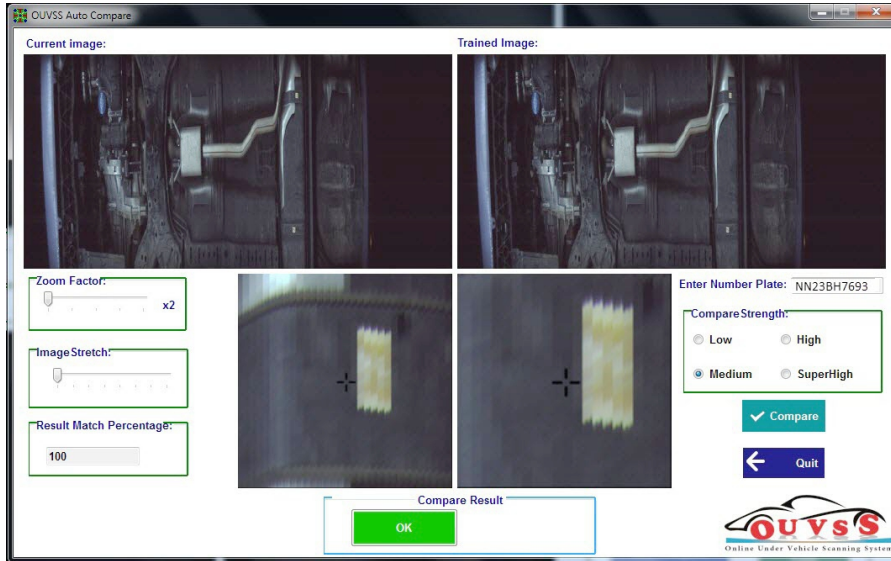 OUVSS Auto Compare
Current image:
Trained Image:
Zoom Factor:
x2
Image Stretch:
Result Match Percentage:
100
Enter Number Plate: NN23BH7693
Compare Strength:
Low
High
Medium
SuperHigh
Compare
Quit
Compare Result
OK
OUVSS
Online Under Vehicle Scanning System